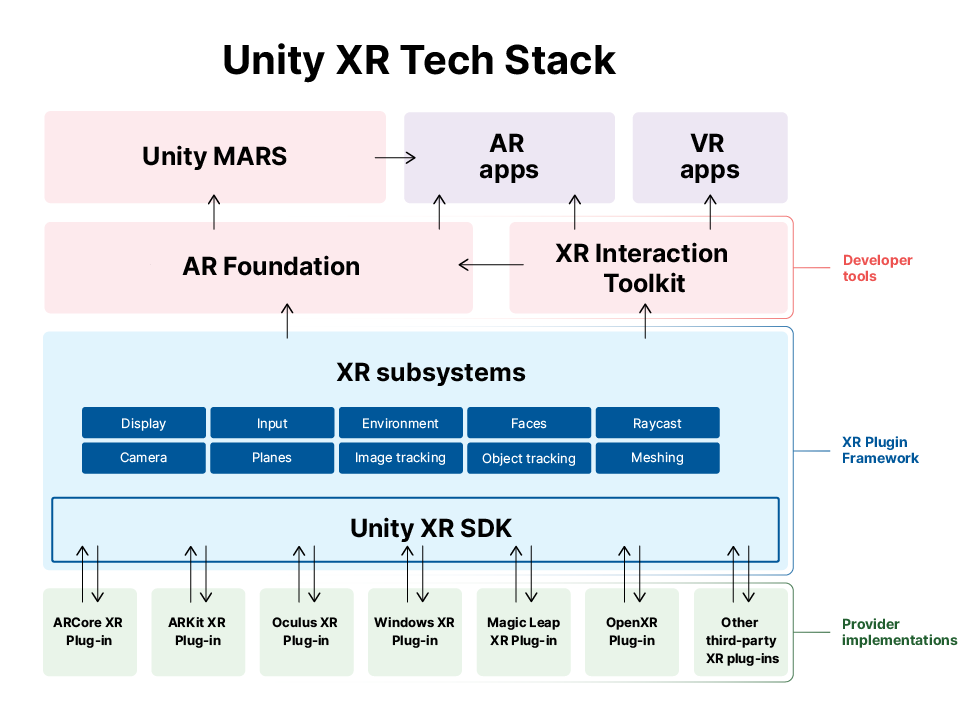 Unity XR Tech Stack
Unity MARS
AR
apps
VR
apps
AR Foundation
XR Interaction
Toolkit
Developer
tools
XR subsystems
Display
Input
Environment
Faces
Raycast
Camera
Planes
Image tracking
Object tracking
Meshing
XR Plugin
Framework
Unity XR SDK
ARCore XR
Plug-in
ARKit XR
Plug-in
Oculus XR
Plug-in
Windows XR
Plug-in
Magic Leap
XR Plug-in
OpenXR
Plug-in
Other
third-party
XR plug-ins
Provider
implementations